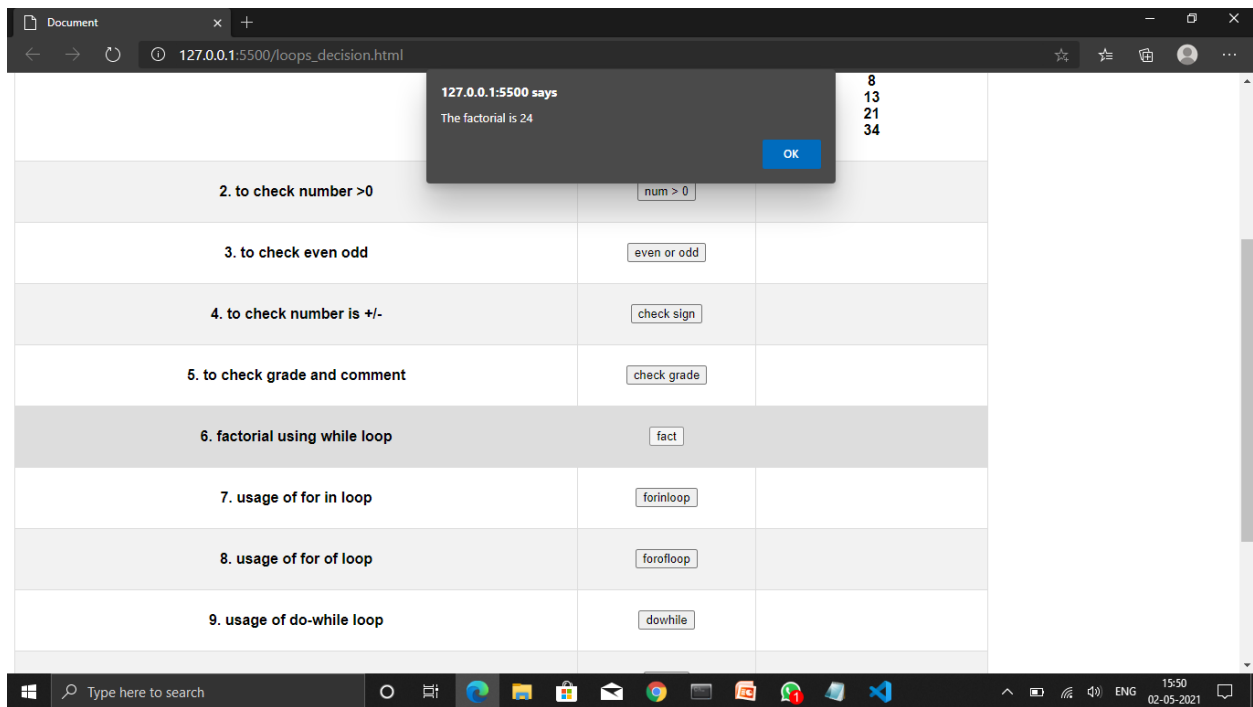 Document
127.0.0.1:5500/loops_decision.html
127.0.0.1:5500 says
The factorial is 24
OK
8
13
21
34
2. to check number >0
num > 0
3. to check even odd
even or odd
4. to check number is +/-
check sign
5. to check grade and comment
check grade
6. factorial using while loop
fact
7. usage of for in loop
forinloop
8. usage of for of loop
forofloop
9. usage of do-while loop
dowhile
Type here to search
1
ENG
15:50
02-05-2021